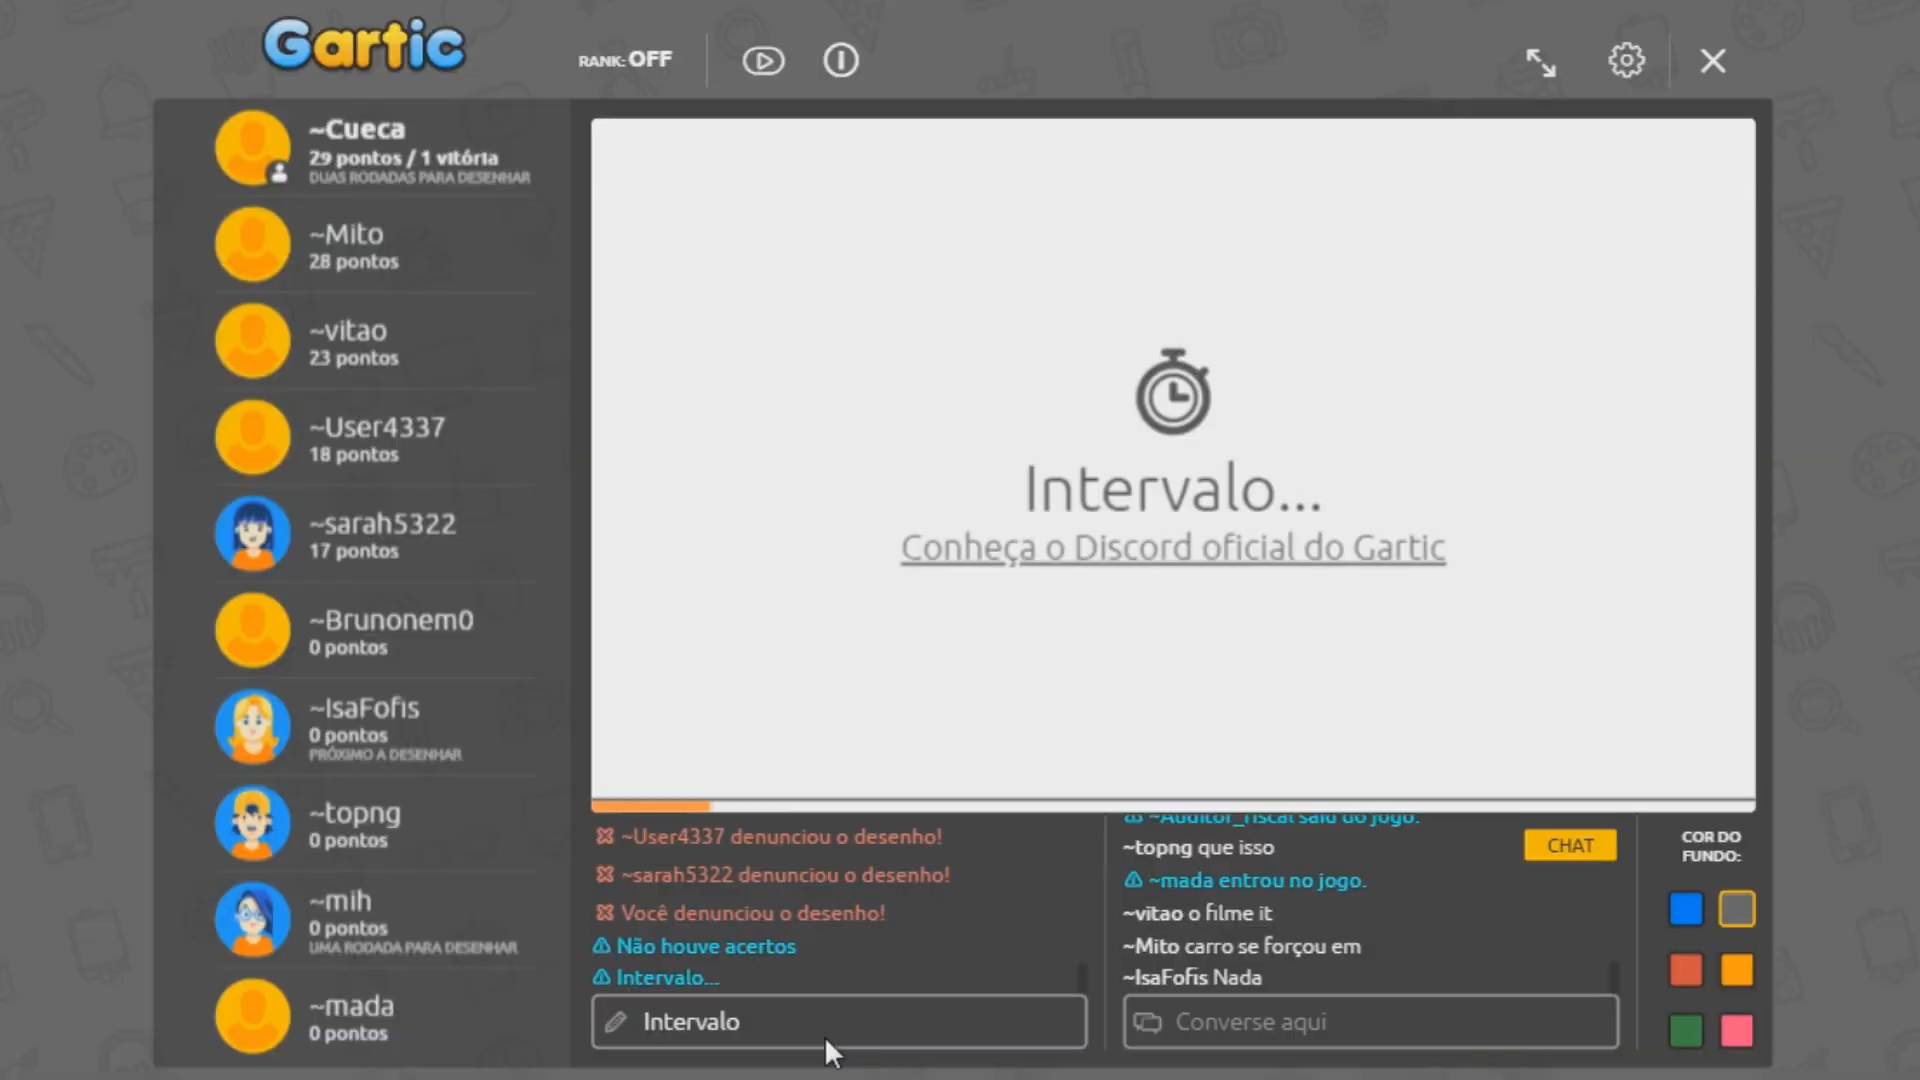 Gartic
RANK: OFF
~Cueca
29 pontos / 1 vitória
DUAS RODADAS PARA DESENHAR
~Mito
28 pontos
~vitao
23 pontos
~User4337
18 pontos
~sarah5322
17 pontos
~Brunonem0
0 pontos
~IsaFofis
0 pontos
PRÓXIMO A DESENHAR
~topng
0 pontos
~mih
0 pontos
UMA RODADA PARA DESENHAR
~mada
0 pontos
Intervalo...
Conheça o Discord oficial do Gartic
~User4337 denunciou o desenho!
~sarah5322 denunciou o desenho!
Você denunciou o desenho!
Não houve acertos
Intervalo...
Intervalo
~Auditor_fiscal saiu do jogo.
~topng que isso
~mada entrou no jogo.
~vitao o filme it
~Mito carro se forçou em
~IsaFofis Nada
Converse aqui
CHAT
COR DO
FUNDO: